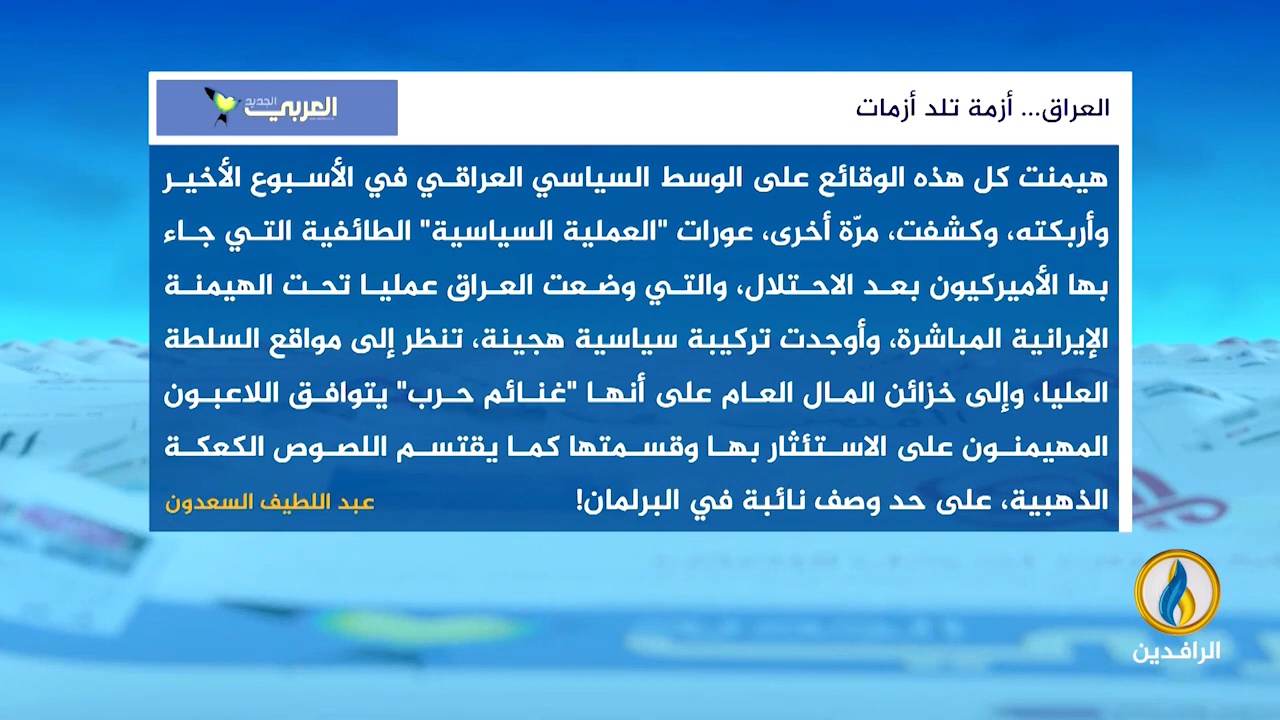 العراق... أزمة تلد أزمات
العربي الجديد
هيمنت كل هذه الوقائع على الوسط السياسي العراقي في الأسبوع الأخير
وأربكته، وكشفت، مرّة أخرى، عورات "العملية السياسية" الطائفية التي جاء
بها الأميركيون بعد الاحتلال، والتي وضعت العراق عمليا تحت الهيمنة
الإيرانية المباشرة، وأوجدت تركيبة سياسية هجينة، تنظر إلى مواقع السلطة
العليا، وإلى خزائن المال العام على أنها "غنائم حرب" يتوافق اللاعبون
المهيمنون على الاستئثار بها وقسمتها كما يقتسم اللصوص الكعكة
الذهبية، على حد وصف نائبة في البرلمان!
عبد اللطيف السعدون
الرافدين